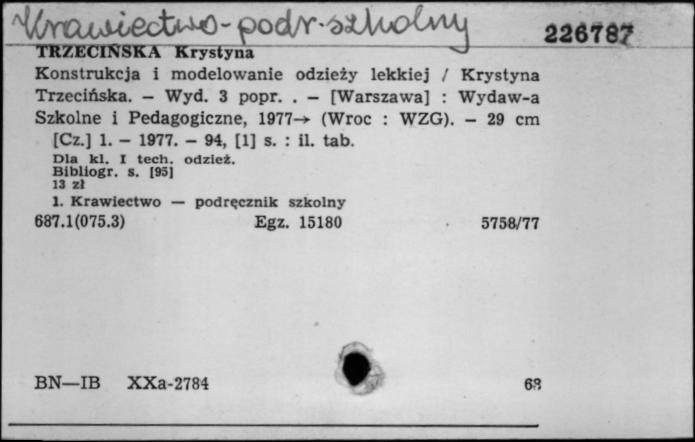 Krawiectwo-podr. szkolny
226787
TRZECIŃSKA Krystyna
Konstrukcja i modelowanie odzieży lekkiej / Krystyna
Trzecińska. — Wyd. 3 popr. . — [Warszawa] : Wydaw-a
Szkolne i Pedagogiczne, 1977→ (Wroc : WZG). — 29 cm
[Cz.] 1. — 1977. — 94, [1] s. : il. tab.
Dla kl. I tech. odzież.
Bibliogr. s. [95]
13 zł
1. Krawiectwo — podręcznik szkolny
687.1(075.3) Egz. 15180 5758/77
BN—IB XXa-2784 68